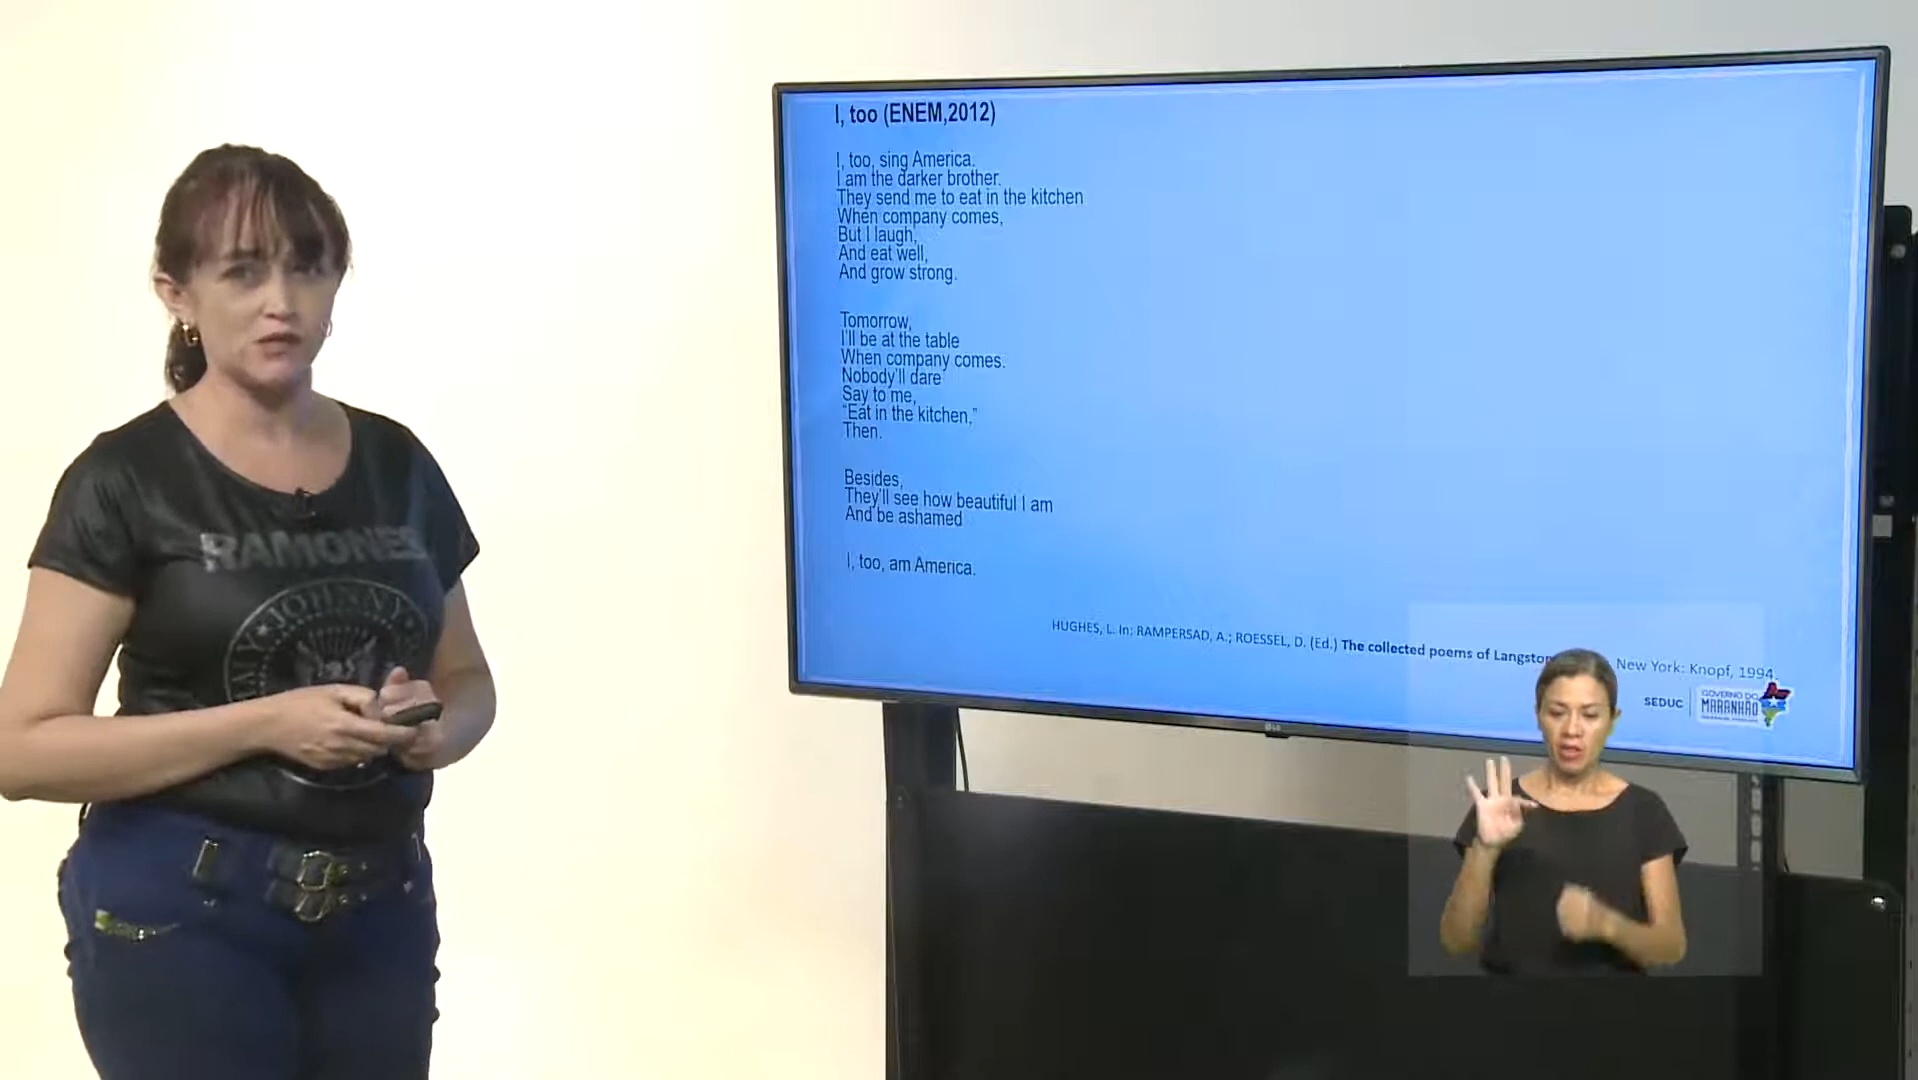 I, too (ENEM,2012)
I, too, sing America.
I am the darker brother.
They send me to eat in the kitchen
When company comes,
But I laugh,
And eat well,
And grow strong.
Tomorrow,
I'll be at the table
When company comes.
Nobody'll dare
Say to me,
“Eat in the kitchen,”
Then.
Besides,
They'll see how beautiful I am
And be ashamed
I, too, am America.
HUGHES, L. In: RAMPERSAD, A.; ROESSEL, D. (Ed.) The collected poems of Langston New York: Knopf, 1994.
SEDUC
GOVERNO DO
MARANHÃO
RAMONES
JOHNNY
LG